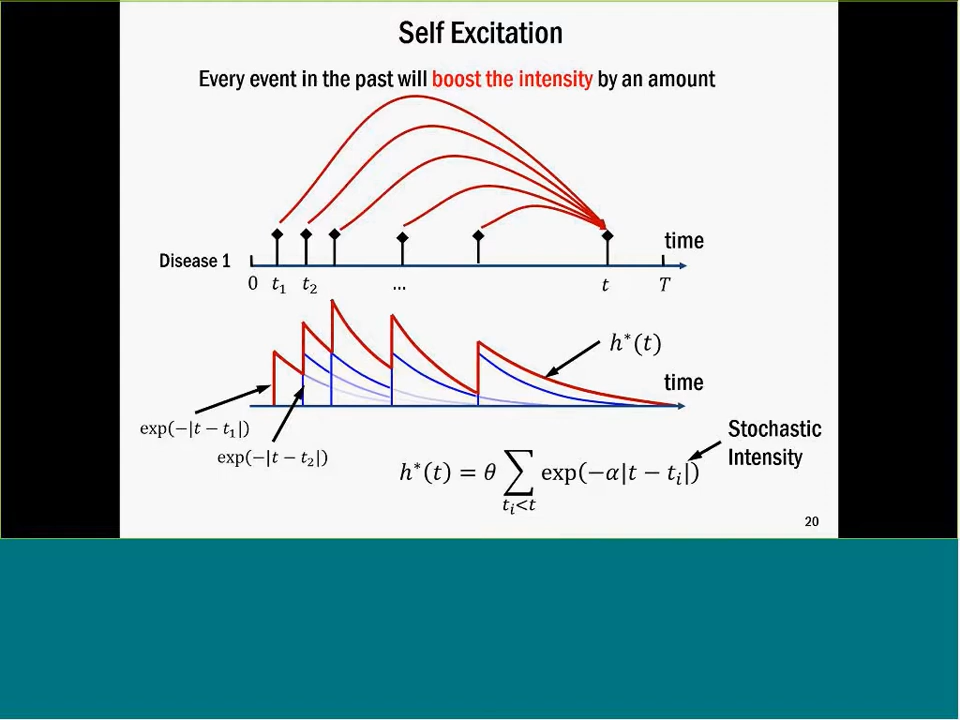 Self Excitation
Every event in the past will boost the intensity by an amount
time
Disease 1
0 t₁ t₂ ... t T
h*(t)
time
exp(−|t − t₁|)
exp(−|t − t₂|)
Stochastic
Intensity
h*(t) = θ ∑_{tᵢ<t} exp(−α|t − tᵢ|)
20